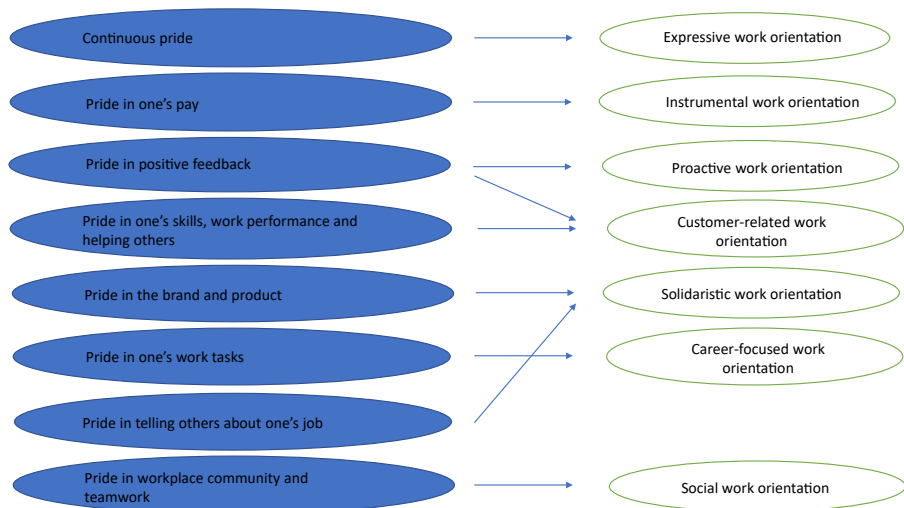 Continuous pride
Expressive work orientation
Pride in one's pay
Instrumental work orientation
Pride in positive feedback
Proactive work orientation
Pride in one's skills, work performance and
helping others
Customer-related work
orientation
Pride in the brand and product
Solidaristic work orientation
Pride in one's work tasks
Career-focused work
orientation
Pride in telling others about one's job
Pride in workplace community and
teamwork
Social work orientation